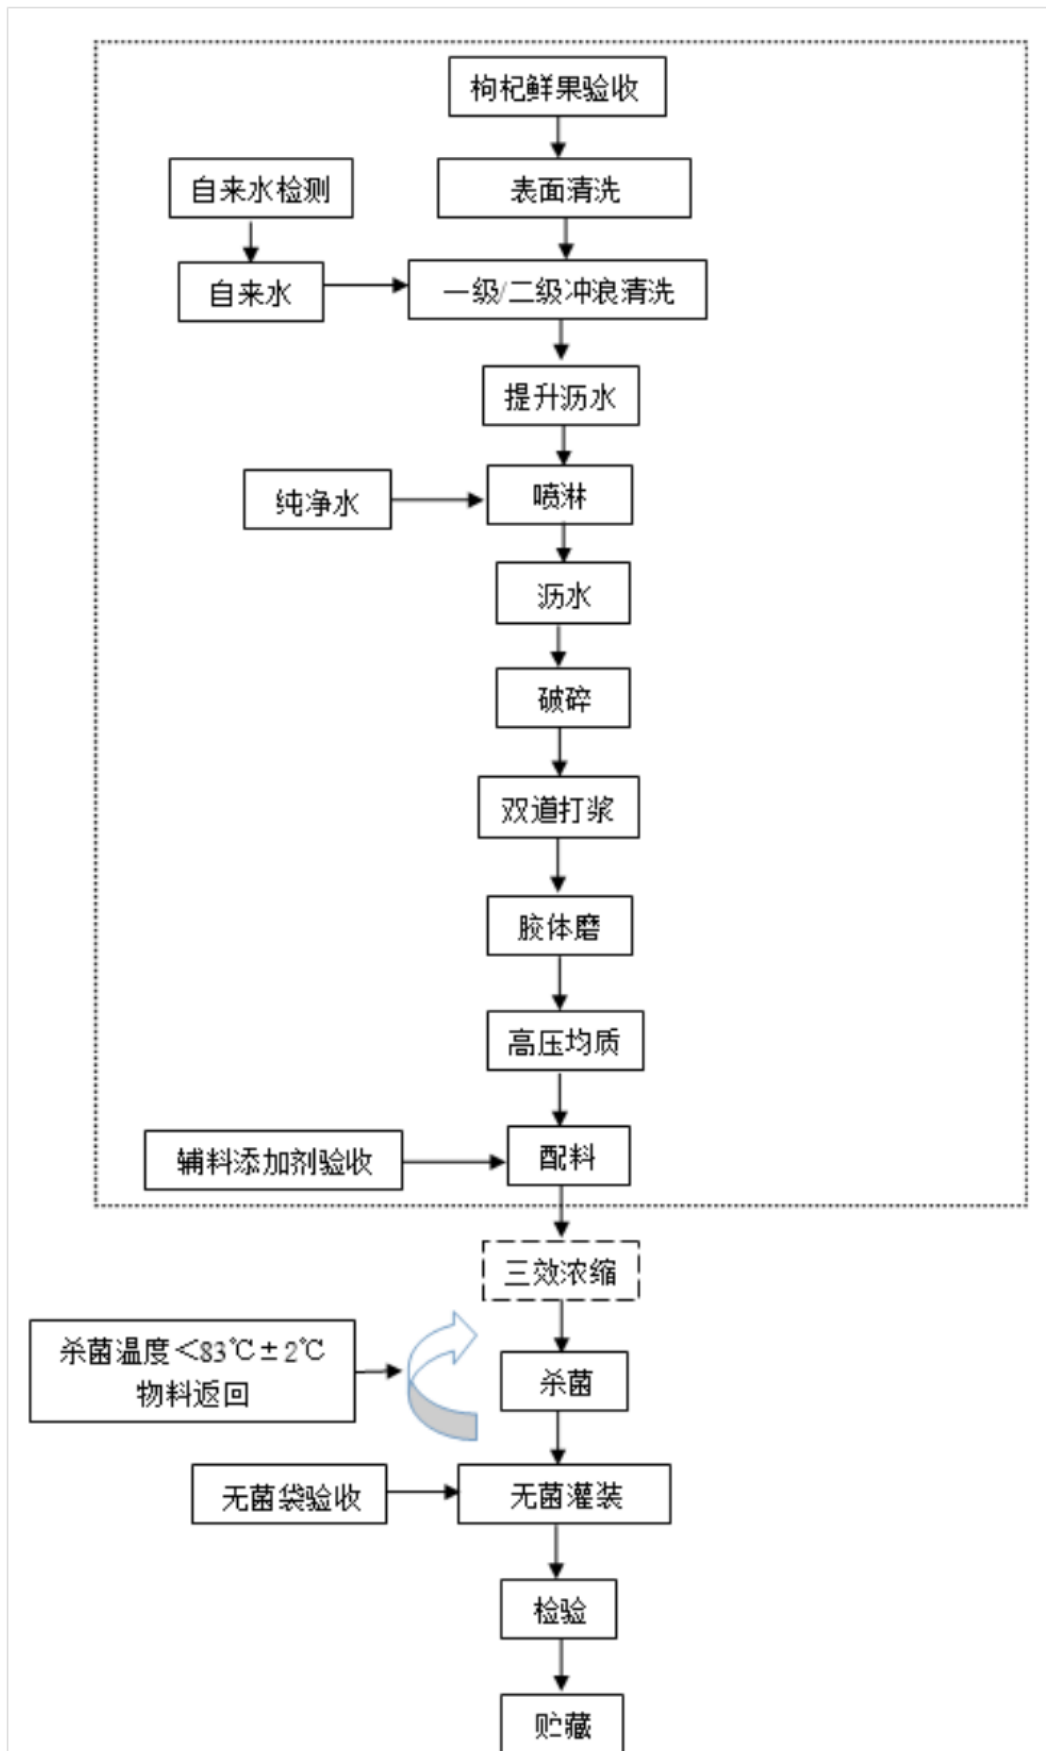 枸杞鲜果验收
自来水检测
表面清洗
自来水
一级/二级冲浪清洗
提升沥水
纯净水
喷淋
沥水
破碎
双道打浆
胶体磨
高压均质
辅料添加剂验收
配料
三效浓缩
杀菌温度＜83℃±2℃
物料返回
杀菌
无菌袋验收
无菌灌装
检验
贮藏